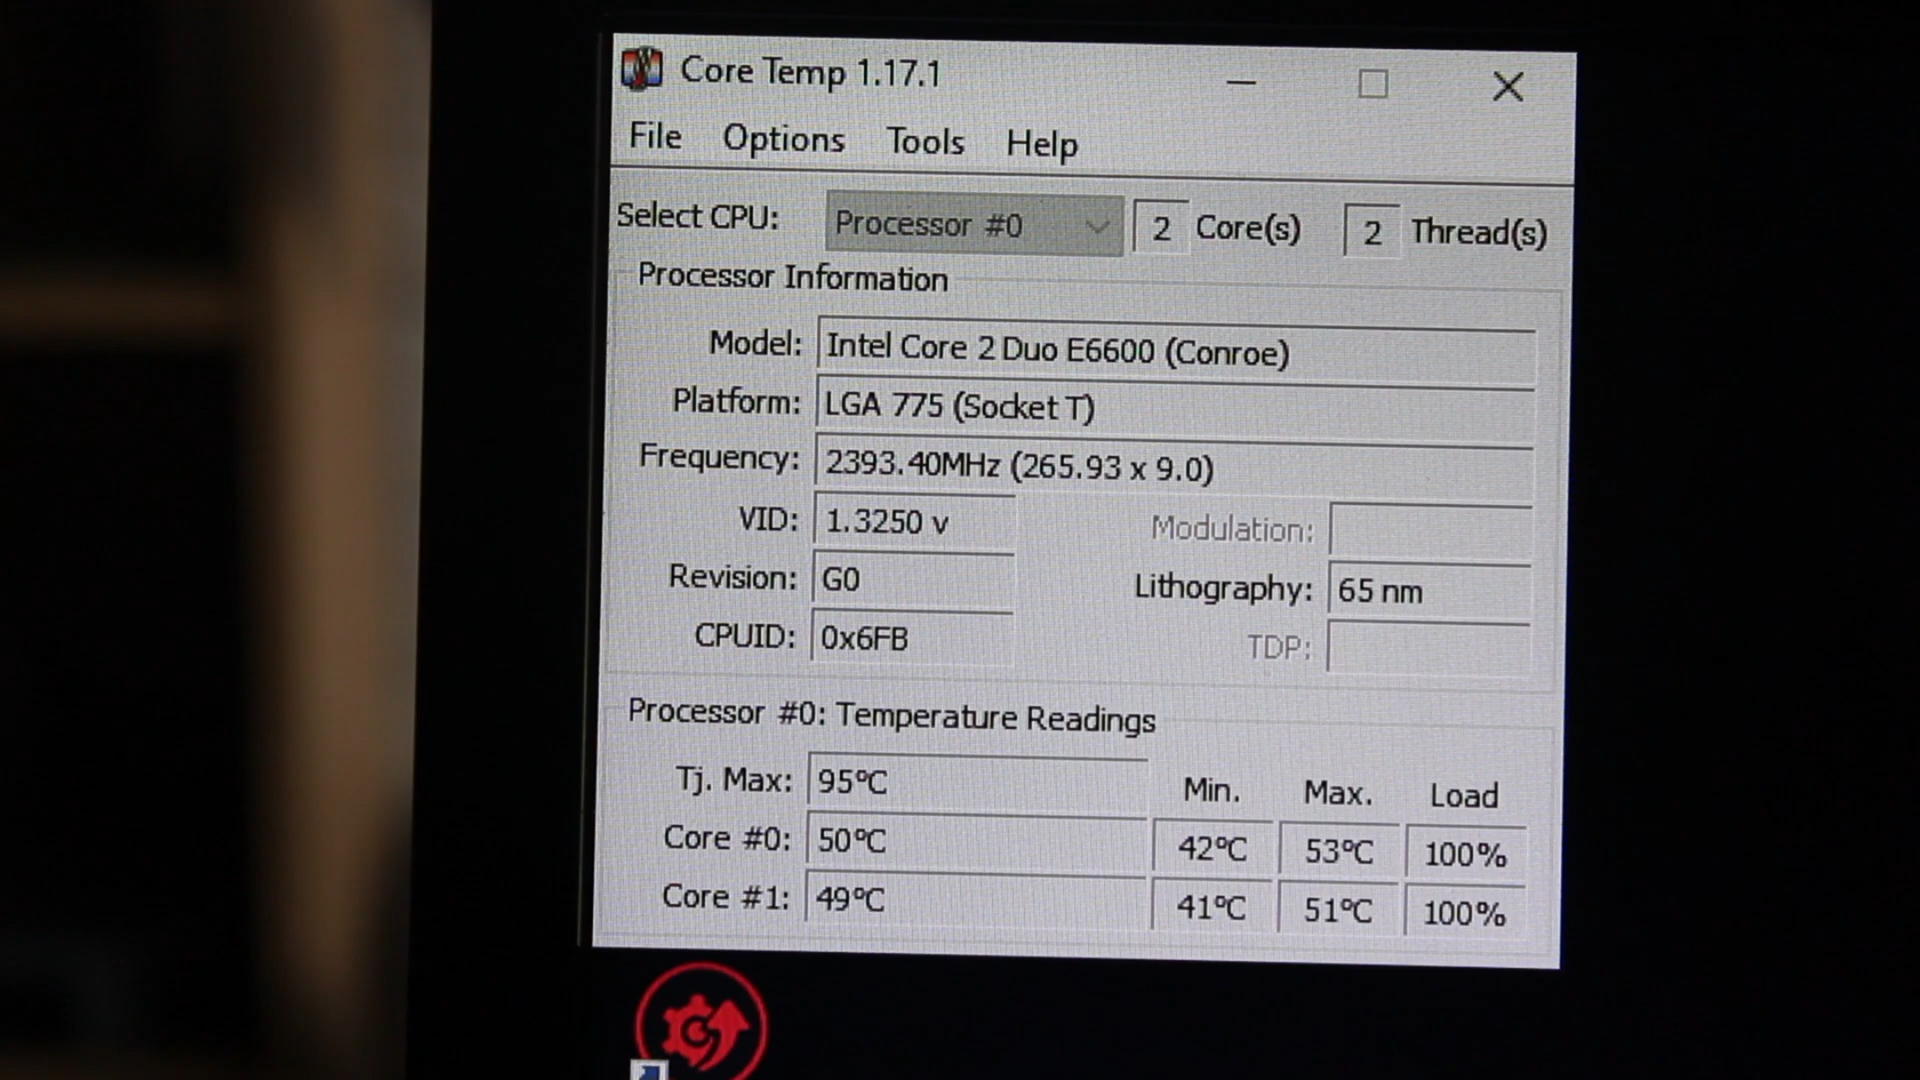 Core Temp 1.17.1
File Options Tools Help
Select CPU: Processor #0 2 Core(s) 2 Thread(s)
Processor Information
Model: Intel Core 2 Duo E6600 (Conroe)
Platform: LGA 775 (Socket T)
Frequency: 2393.40MHz (265.93 x 9.0)
VID: 1.3250 v Modulation:
Revision: G0 Lithography: 65 nm
CPUID: 0x6FB TDP:
Processor #0: Temperature Readings
Tj. Max: 95°C Min. Max. Load
Core #0: 50°C 42°C 53°C 100%
Core #1: 49°C 41°C 51°C 100%